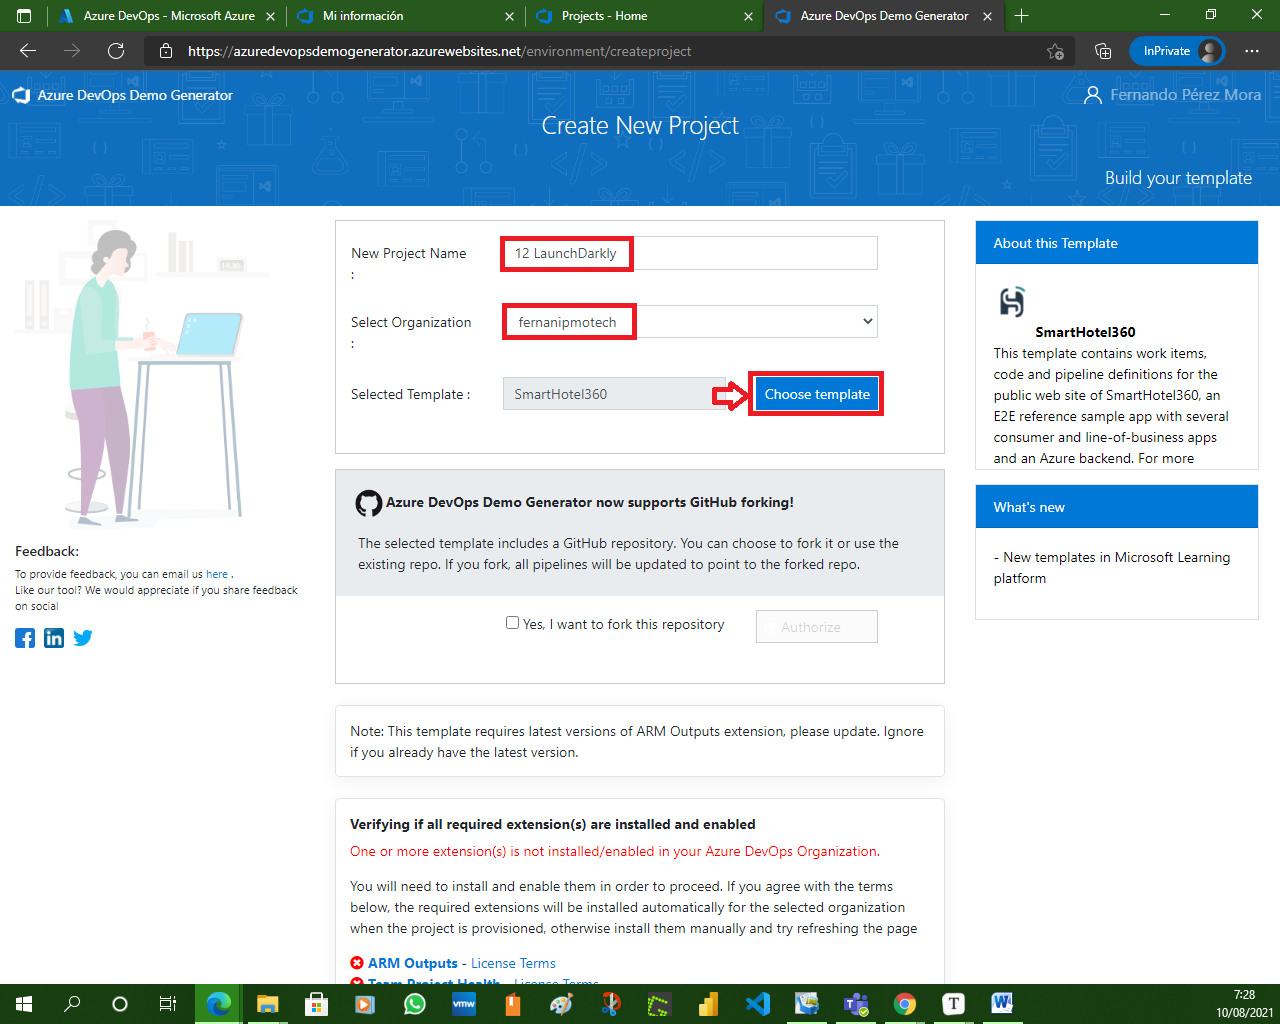 Azure DevOps - Microsoft Azure
Mi información
Projects - Home
Azure DevOps Demo Generator
https://azuredevopsdemogenerator.azurewebsites.net/environment/createproject
InPrivate
Azure DevOps Demo Generator
Fernando Pérez Mora
Create New Project
Build your template
New Project Name
:
12 LaunchDarkly
Select Organization
:
fernanipmotech
Selected Template :
SmartHotel360
Choose template
About this Template
SmartHotel360
This template contains work items,
code and pipeline definitions for the
public web site of SmartHotel360, an
E2E reference sample app with several
consumer and line-of-business apps
and an Azure backend. For more
What's new
- New templates in Microsoft Learning
platform
Azure DevOps Demo Generator now supports GitHub forking!
The selected template includes a GitHub repository. You can choose to fork it or use the
existing repo. If you fork, all pipelines will be updated to point to the forked repo.
Yes, I want to fork this repository
Authorize
Feedback:
To provide feedback, you can email us here .
Like our tool? We would appreciate if you share feedback
on social
Note: This template requires latest versions of ARM Outputs extension, please update. Ignore
if you already have the latest version.
Verifying if all required extension(s) are installed and enabled
One or more extension(s) is not installed/enabled in your Azure DevOps Organization.
You will need to install and enable them in order to proceed. If you agree with the terms
below, the required extensions will be installed automatically for the selected organization
when the project is provisioned, otherwise install them manually and try refreshing the page
ARM Outputs - License Terms
Team Project Health - License Terms
vmw
T
7:28
10/08/2021